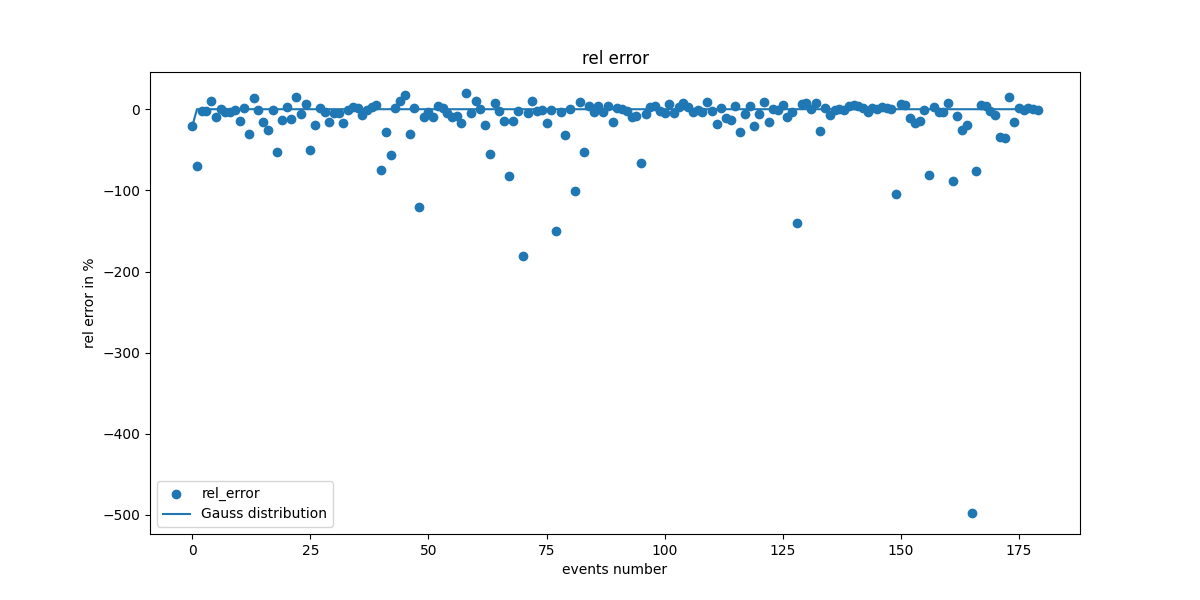 rel error
0
−100
−200
−300
−400
−500
rel error in %
rel_error
Gauss distribution
0 25 50 75 100 125 150 175
events number